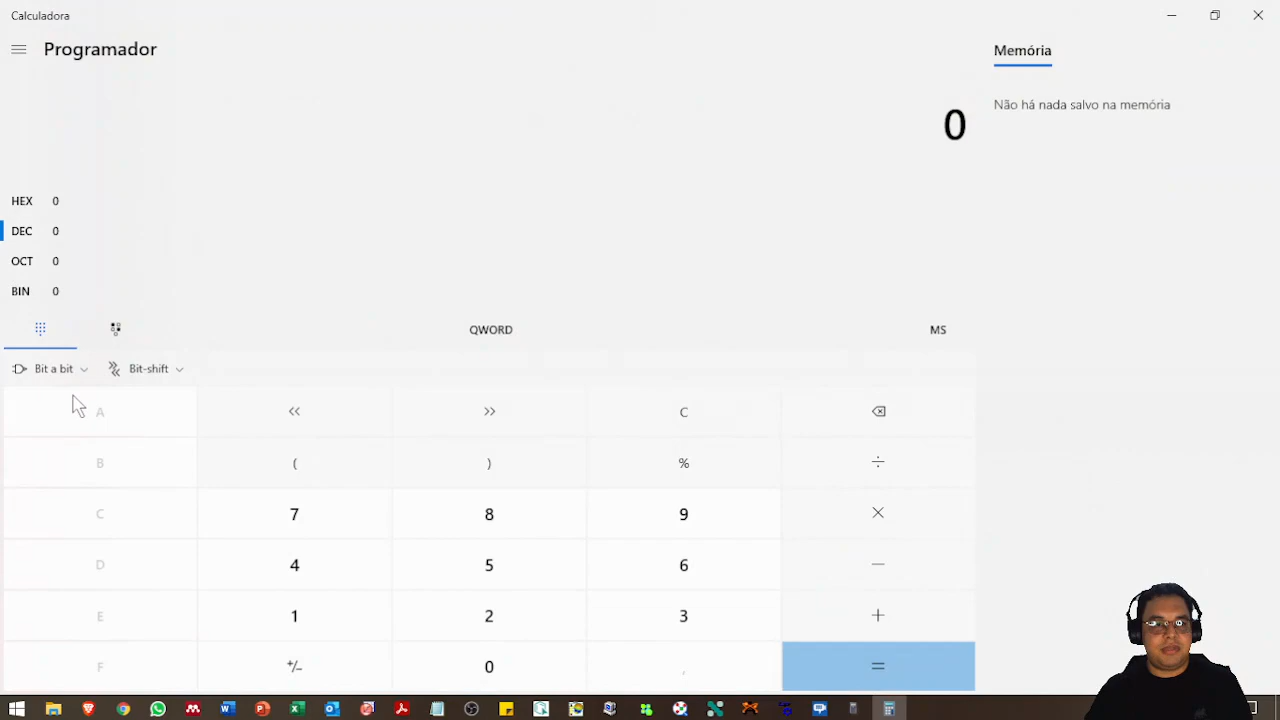 Calculadora
Programador
Memória
Não há nada salvo na memória
0
HEX 0
DEC 0
OCT 0
BIN 0
QWORD MS
Bit a bit Bit-shift
A << >> C
B ( ) % ÷
C 7 8 9 ×
D 4 5 6 −
E 1 2 3 +
F +/− 0 , =